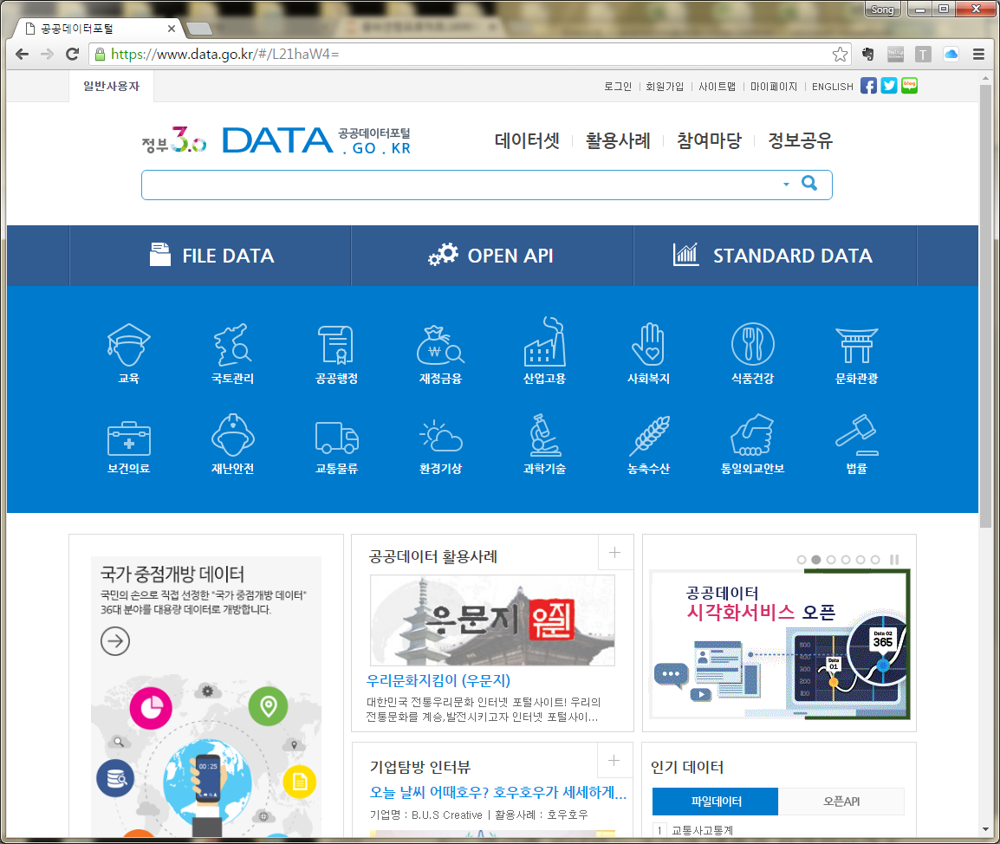 Song
공공데이터포털
https://www.data.go.kr/#/L21haW4=
일반사용자
로그인 | 회원가입 | 사이트맵 | 마이페이지 | ENGLISH
blog
정부3.0 DATA 공공데이터포털
. GO . KR
데이터셋 | 활용사례 | 참여마당 | 정보공유
FILE DATA
OPEN API
STANDARD DATA
교육
국토관리
공공행정
재정금융
산업고용
사회복지
식품건강
문화관광
보건의료
재난안전
교통물류
환경기상
과학기술
농축수산
통일외교안보
법률
국가 중점개방 데이터
국민의 손으로 직접 선정한 "국가 중점개방 데이터"
36대 분야를 대용량 데이터로 개방합니다.
00:25
공공데이터 활용사례
우문지 우리문화지킴이
우리문화지킴이 (우문지)
대한민국 전통우리문화 인터넷 포털사이트! 우리의
전통문화를 계승,발전시키고자 인터넷 포털사이...
공공데이터
시각화서비스 오픈
Data 02
365
Data
01
500
400
300
200
100
기업탐방 인터뷰
오늘 날씨 어때호우? 호우호우가 세세하게...
기업명 : B.U.S Creative | 활용사례 : 호우호우
인기 데이터
파일데이터
오픈API
1 교통사고통계